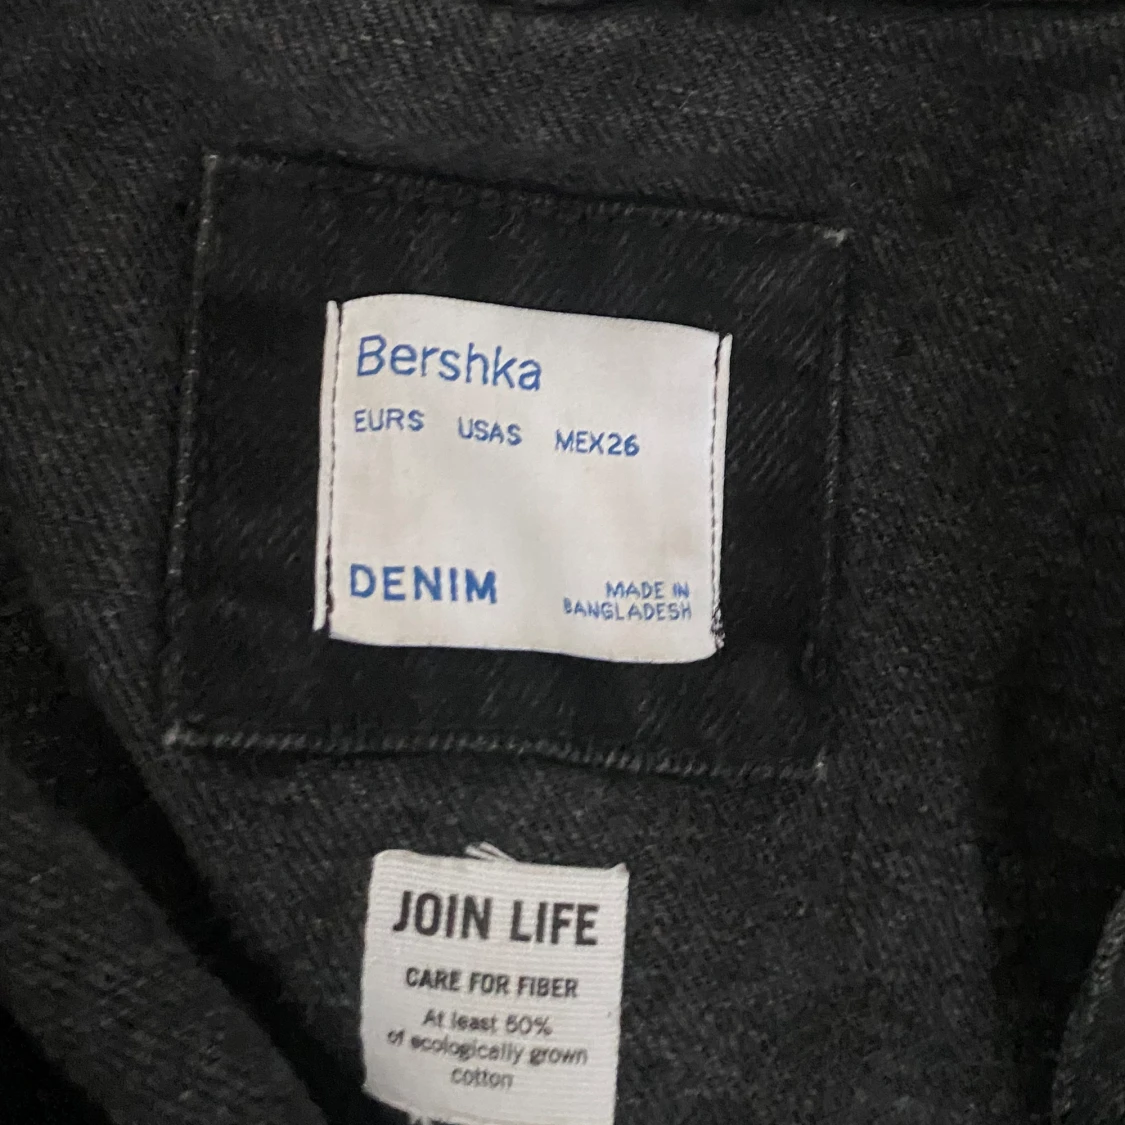 Bershka
EURS USAS MEX26
DENIM
MADE IN
BANGLADESH
JOIN LIFE
CARE FOR FIBER
At least 50%
of ecologically grown
cotton